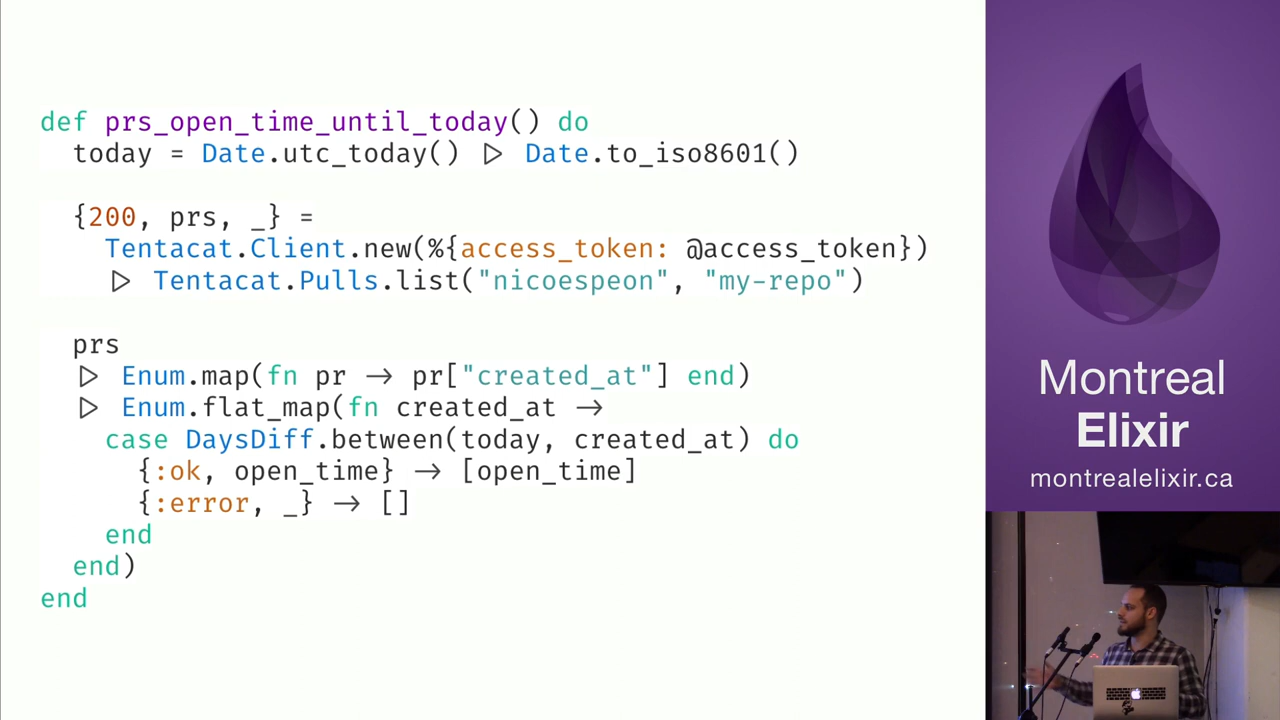 def prs_open_time_until_today() do
  today = Date.utc_today() ▷ Date.to_iso8601()

  {200, prs, _} =
    Tentacat.Client.new(%{access_token: @access_token})
    ▷ Tentacat.Pulls.list("nicoespeon", "my-repo")

  prs
  ▷ Enum.map(fn pr → pr["created_at"] end)
  ▷ Enum.flat_map(fn created_at →
    case DaysDiff.between(today, created_at) do
      {:ok, open_time} → [open_time]
      {:error, _} → []
    end
  end)
end
Montreal
Elixir
montrealelixir.ca